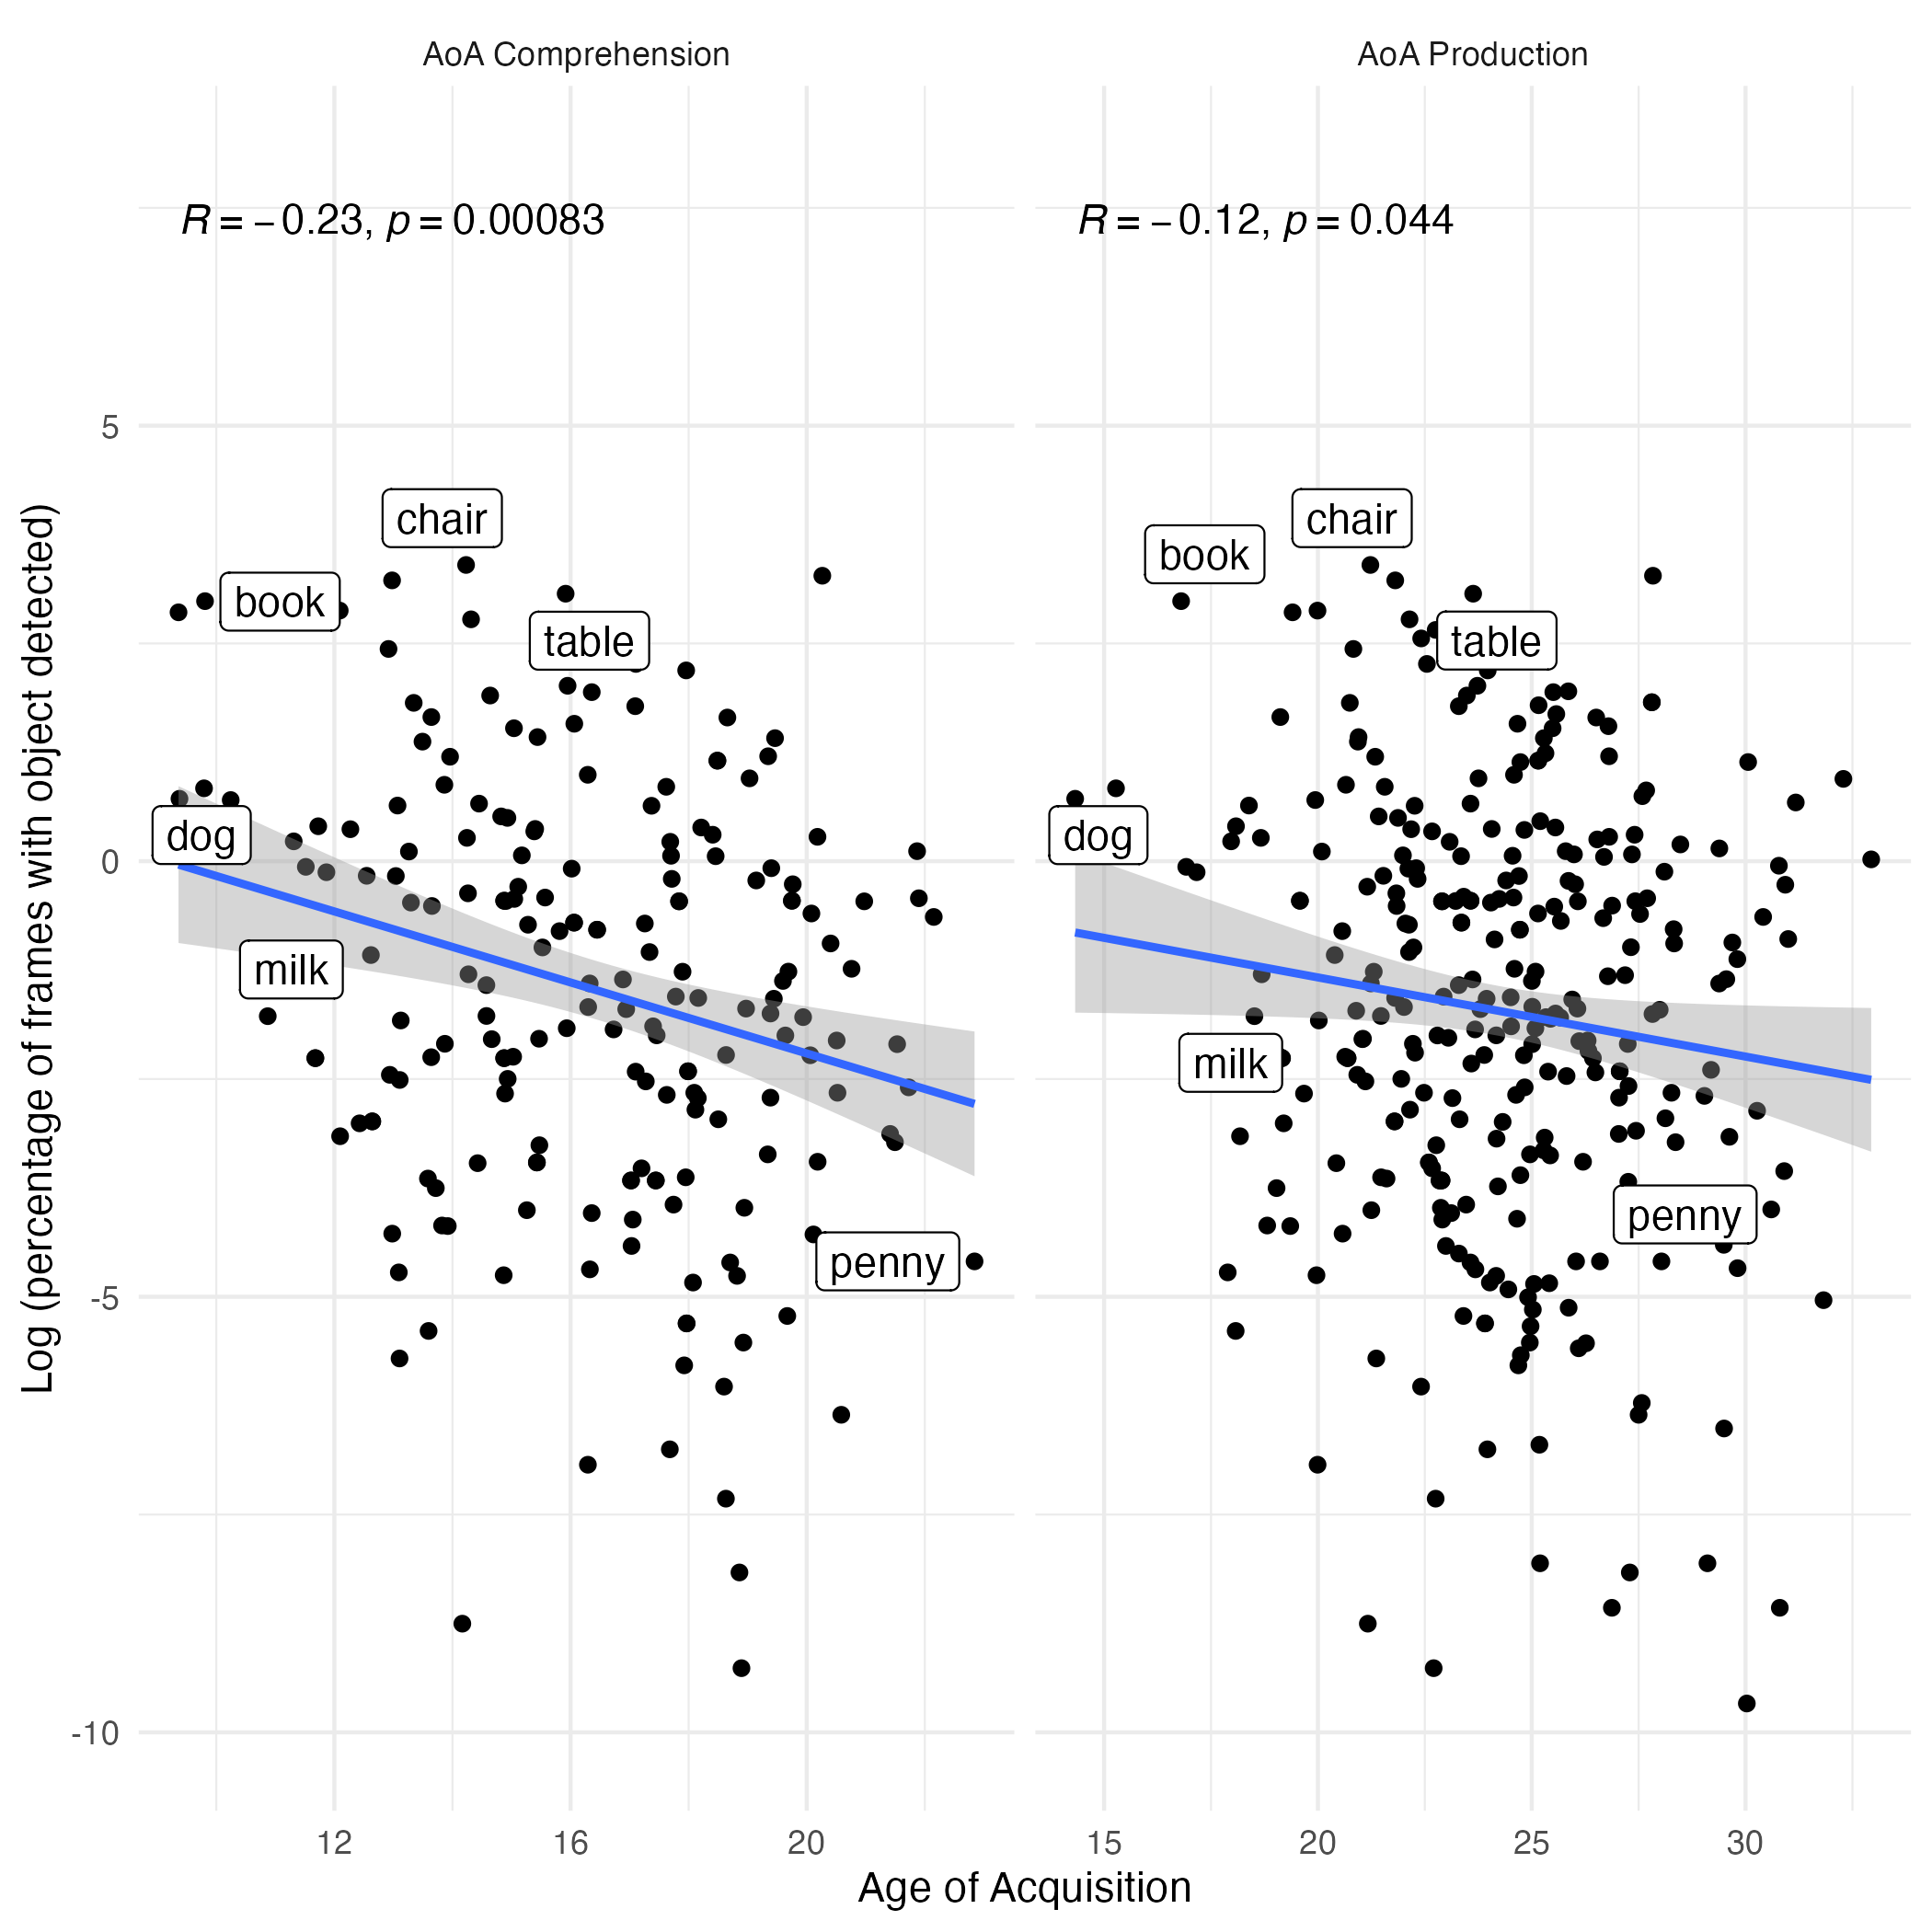 AoA Comprehension
AoA Production
R = − 0.23, p = 0.00083
R = − 0.12, p = 0.044
5
0
-5
-10
Log (percentage of frames with object detected)
chair
book
table
dog
milk
penny
chair
book
table
dog
milk
penny
12
16
20
15
20
25
30
Age of Acquisition